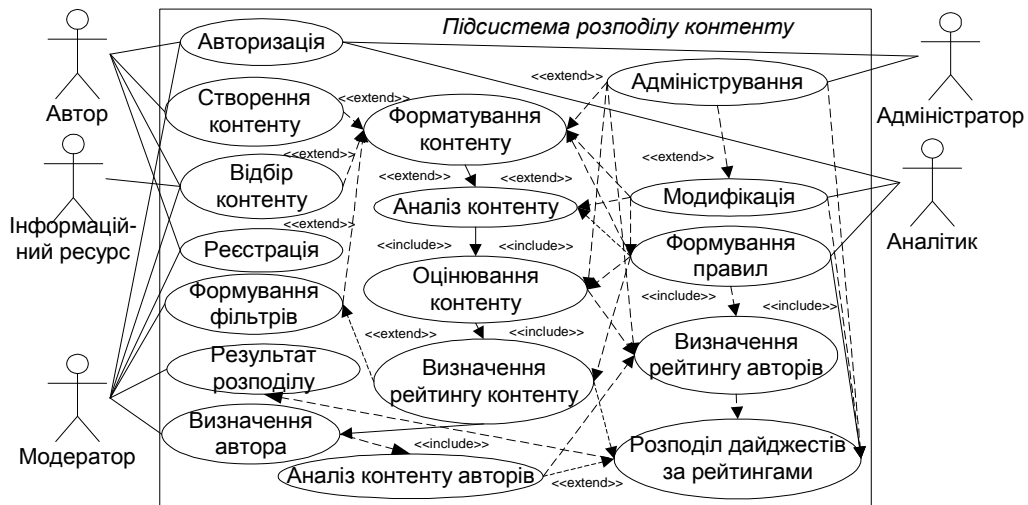 Підсистема розподілу контенту
Авторизація
<<extend>>
Адміністрування
Автор
Адміністратор
Створення
контенту
<<extend>>
Форматування
контенту
<<extend>>
<<extend>>
Відбір
контенту
<<extend>>
<<extend>>
Модифікація
Аналіз контенту
Інформацій-
ний ресурс
Аналітик
<<extend>>
Реєстрація
<<include>>
<<include>>
Формування
правил
Оцінювання
контенту
Формування
фільтрів
<<include>>
<<include>>
<<extend>>
<<include>>
Результат
розподілу
Визначення
рейтингу контенту
Визначення
рейтингу авторів
Модератор
Визначення
автора
<<include>>
Розподіл дайджестів
за рейтингами
Аналіз контенту авторів
<<extend>>